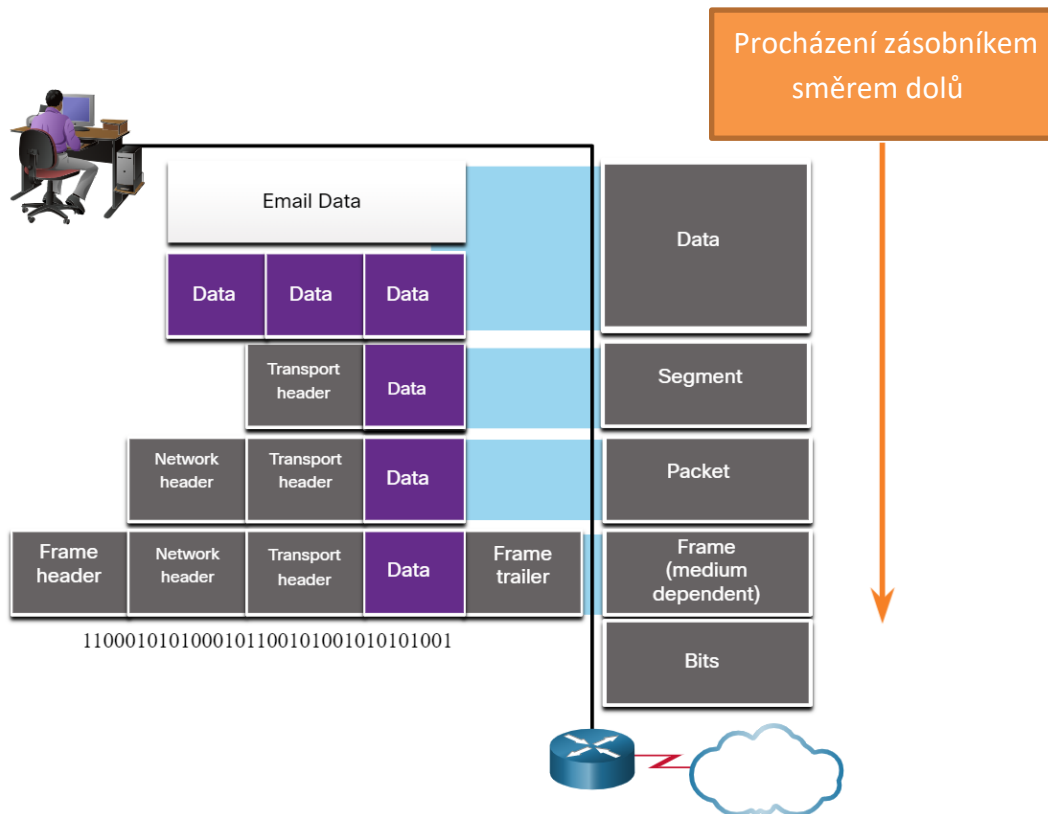 Procházení zásobníkem
směrem dolů
Email Data
Data
Data
Data
Data
Transport
header
Data
Segment
Network
header
Transport
header
Data
Packet
Frame
header
Network
header
Transport
header
Data
Frame
trailer
Frame
(medium
dependent)
1100010101000101100101001010101001
Bits